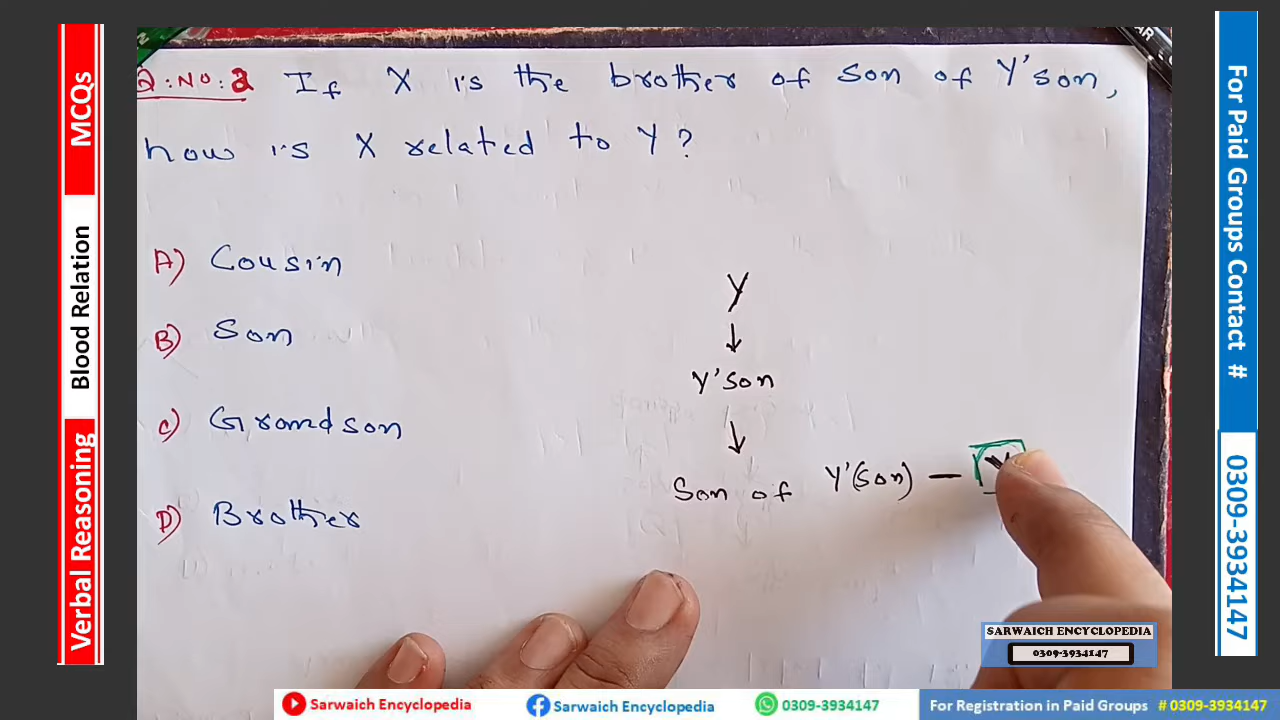 MCQs
Blood Relation
Verbal Reasoning
Q:NO:2 If X is the brother of Son of Y'son,
how is X related to Y?
A) Cousin
B) Son
C) Grandson
D) Brother
Y
Y'son
Son of Y'(son) –
For Paid Groups Contact #
0309-3934147
SARWAICH ENCYCLOPEDIA
0309-3934147
Sarwaich Encyclopedia
Sarwaich Encyclopedia
0309-3934147
For Registration in Paid Groups # 0309-3934147